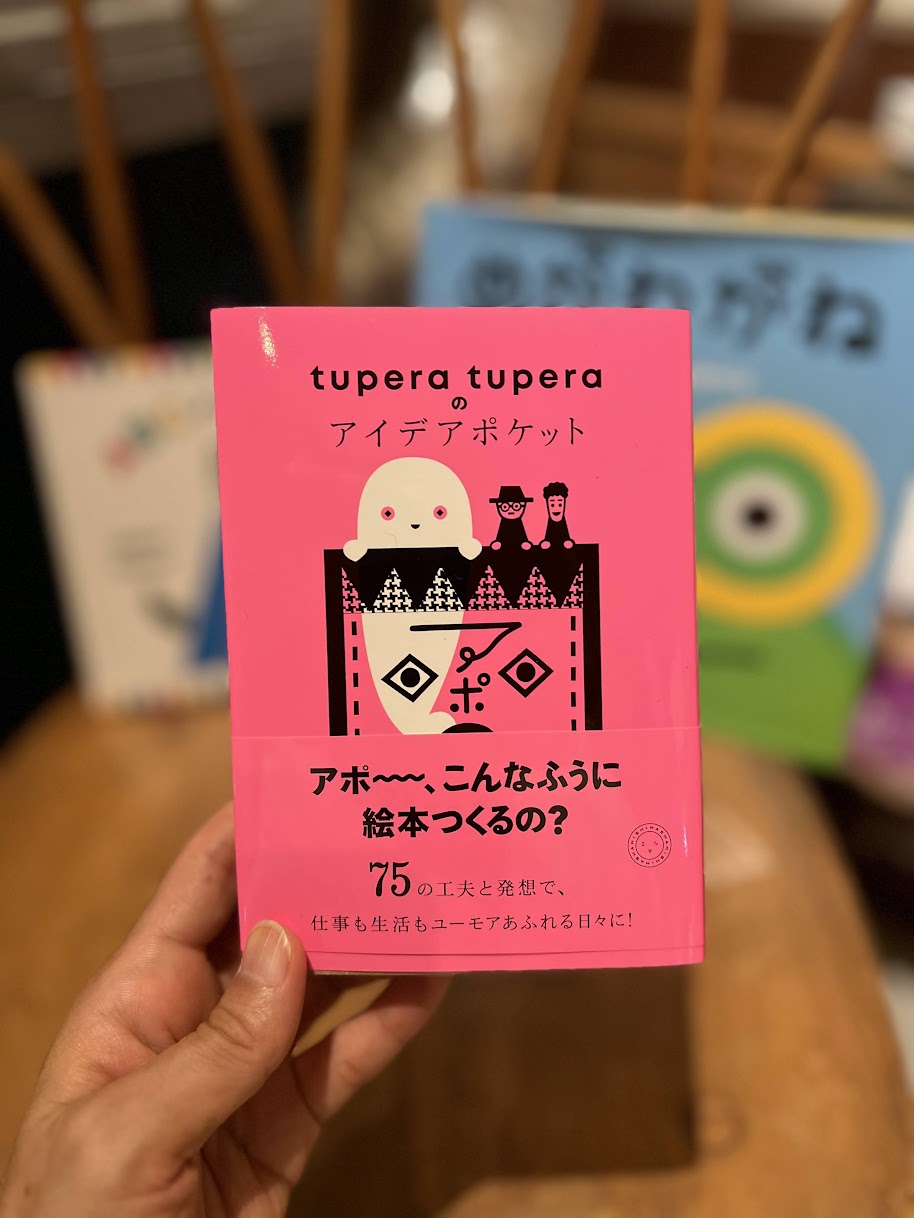 tupera tupera
の
アイデアポケット
アポ
アポ〜〜、こんなふうに
絵本つくるの?
75の工夫と発想で、
仕事も生活もユーモアあふれる日々に!